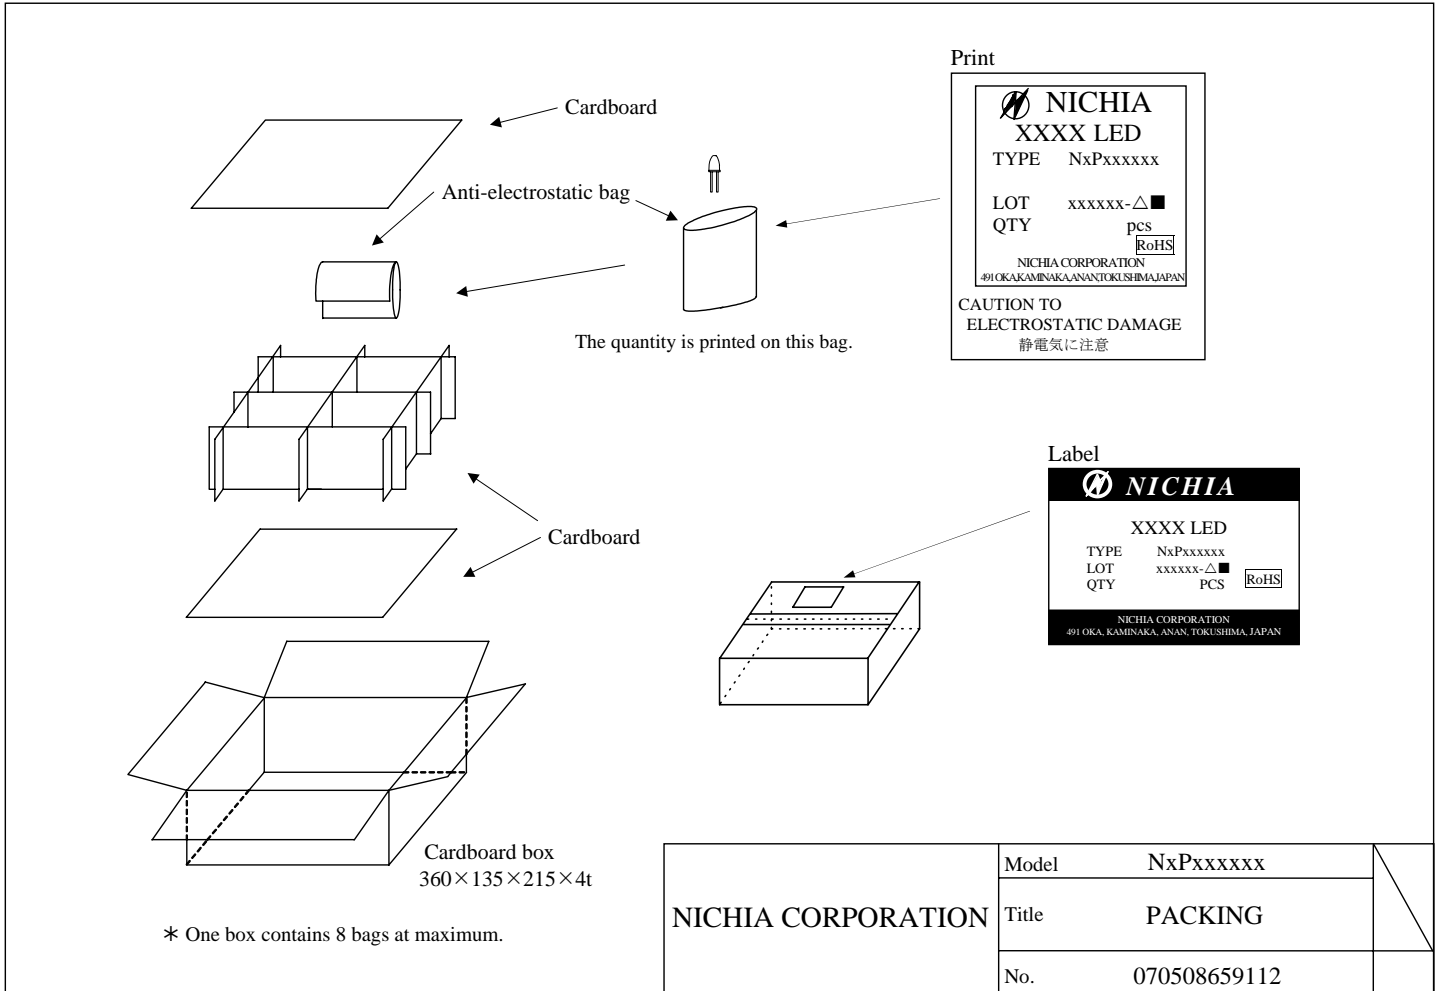 Print
NICHIA
XXXX LED
TYPE NxPxxxxxx
LOT xxxxxx-△■
QTY pcs
RoHS
NICHIA CORPORATION
491 OKA,KAMINAKA,ANAN,TOKUSHIMA,JAPAN
CAUTION TO
ELECTROSTATIC DAMAGE
静電気に注意
Cardboard
Anti-electrostatic bag
The quantity is printed on this bag.
Cardboard
Label
NICHIA
XXXX LED
TYPE NxPxxxxxx
LOT xxxxxx-△■
QTY PCS
RoHS
NICHIA CORPORATION
491 OKA, KAMINAKA, ANAN, TOKUSHIMA, JAPAN
Cardboard box
360×135×215×4t
＊ One box contains 8 bags at maximum.
NICHIA CORPORATION
Model NxPxxxxxx
Title PACKING
No. 070508659112